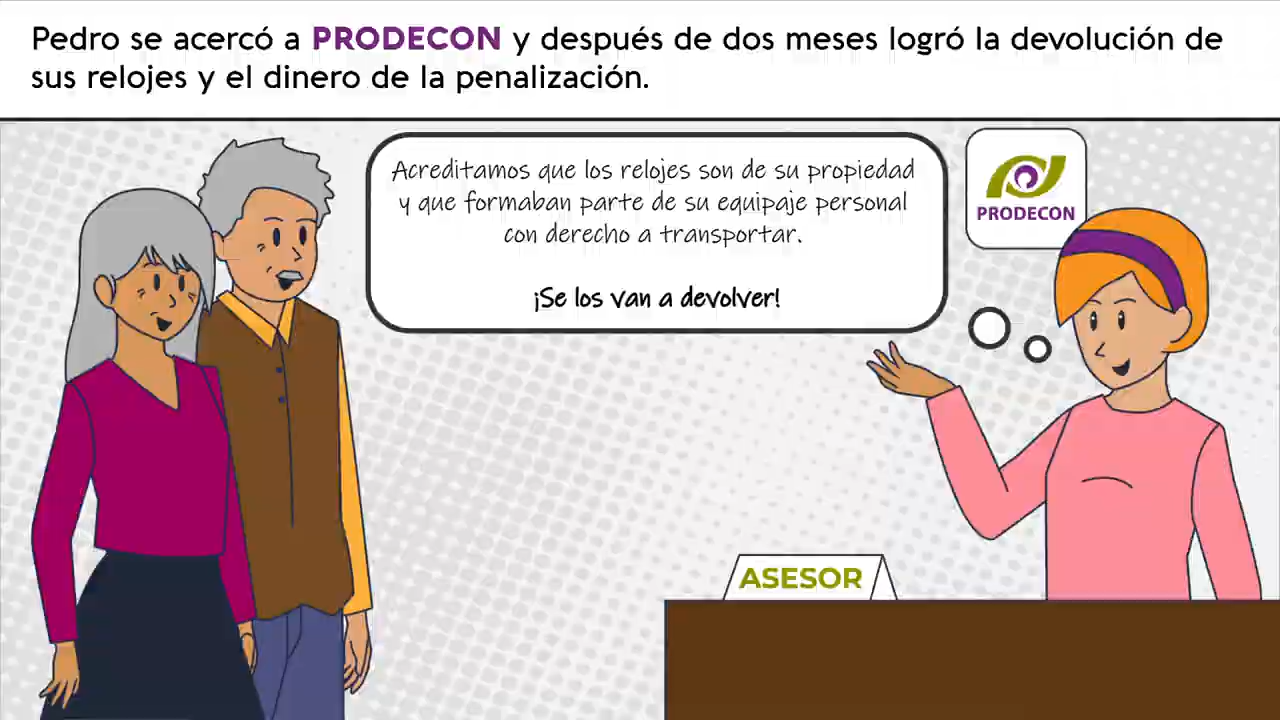 Pedro se acercó a PRODECON y después de dos meses logró la devolución de
sus relojes y el dinero de la penalización.
Acreditamos que los relojes son de su propiedad
y que formaban parte de su equipaje personal
con derecho a transportar.
¡Se los van a devolver!
PRODECON
ASESOR